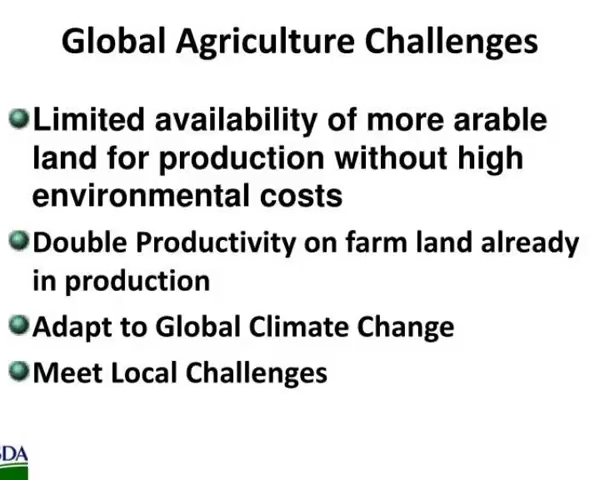 Global Agriculture Challenges
Limited availability of more arable
land for production without high
environmental costs
Double Productivity on farm land already
in production
Adapt to Global Climate Change
Meet Local Challenges
SDA